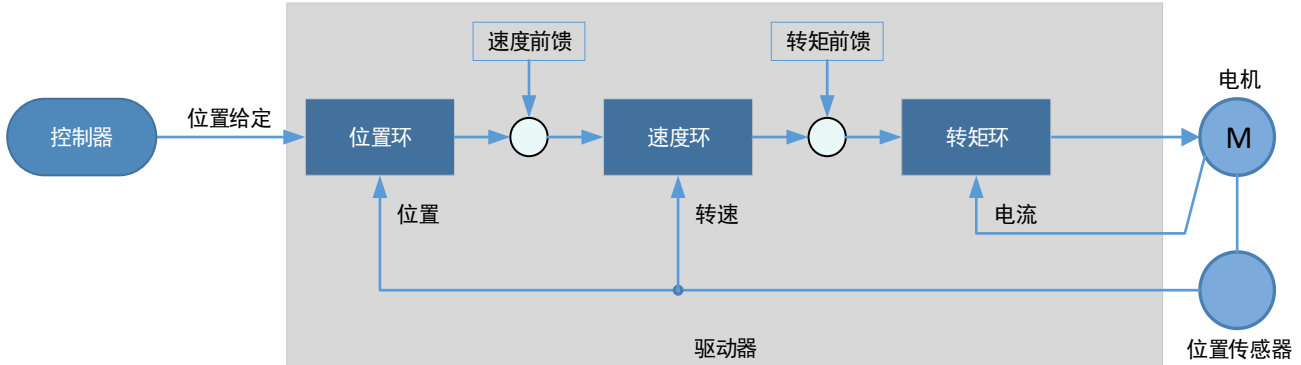 速度前馈
转矩前馈
电机
控制器
位置给定
位置环
速度环
转矩环
M
位置
转速
电流
驱动器
位置传感器